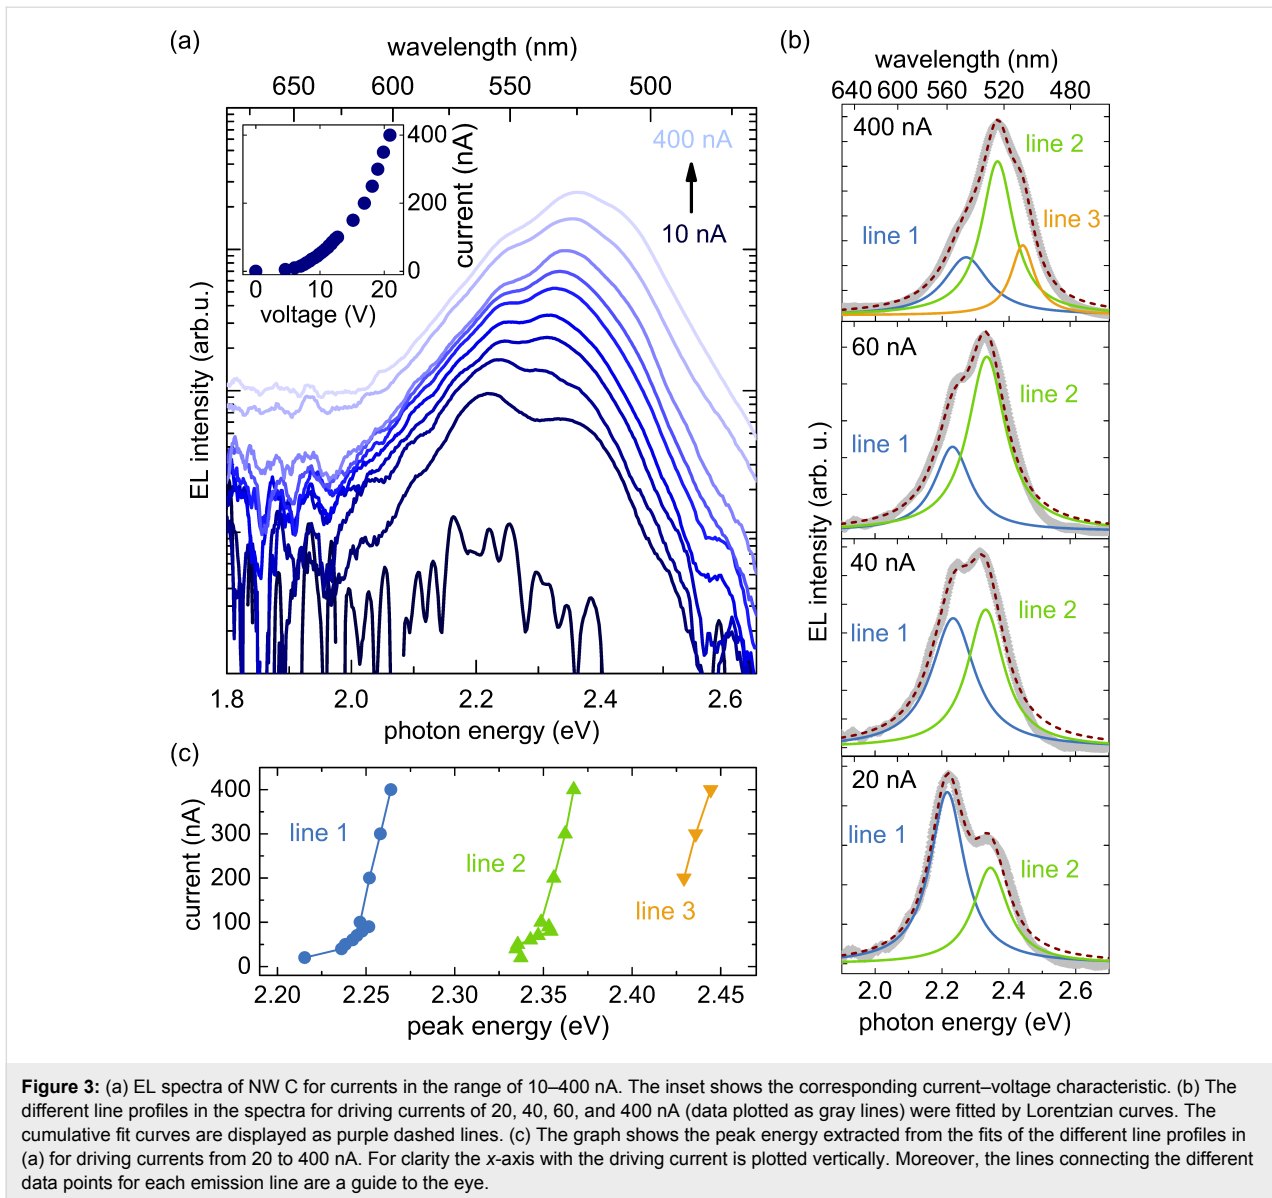 (a)
wavelength (nm)
650 600 550 500
400 nA
10 nA
EL intensity (arb.u.)
400
200
0
current (nA)
0 10 20
voltage (V)
1.8 2.0 2.2 2.4 2.6
photon energy (eV)
(b)
wavelength (nm)
640 600 560 520 480
400 nA
line 2
line 3
line 1
60 nA
line 2
line 1
40 nA
line 2
line 1
20 nA
line 1
line 2
EL intensity (arb. u.)
2.0 2.2 2.4 2.6
photon energy (eV)
(c)
400
300
200
100
0
current (nA)
line 1
line 2
line 3
2.20 2.25 2.30 2.35 2.40 2.45
peak energy (eV)
Figure 3: (a) EL spectra of NW C for currents in the range of 10–400 nA. The inset shows the corresponding current–voltage characteristic. (b) The
different line profiles in the spectra for driving currents of 20, 40, 60, and 400 nA (data plotted as gray lines) were fitted by Lorentzian curves. The
cumulative fit curves are displayed as purple dashed lines. (c) The graph shows the peak energy extracted from the fits of the different line profiles in
(a) for driving currents from 20 to 400 nA. For clarity the x-axis with the driving current is plotted vertically. Moreover, the lines connecting the different
data points for each emission line are a guide to the eye.